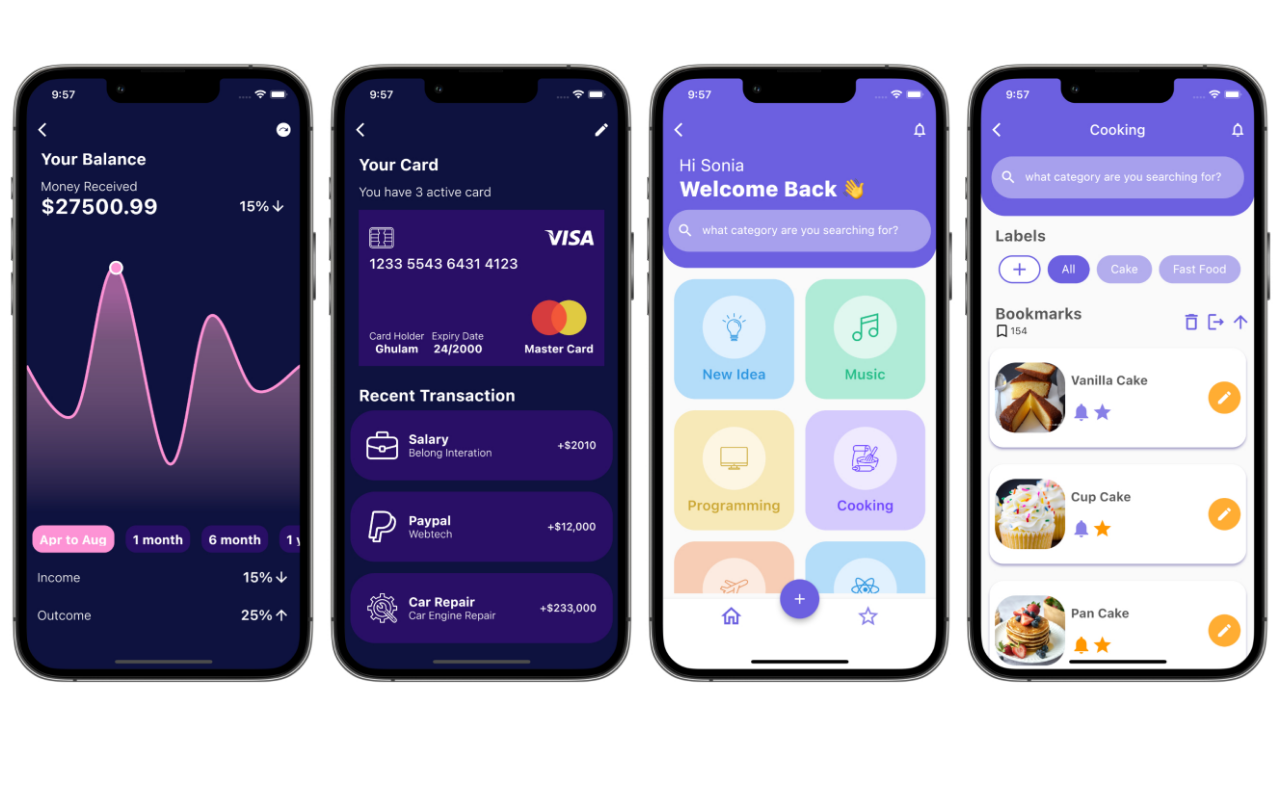 9:57
Your Balance
Money Received
$27500.99
15%
Apr to Aug
1 month
6 month
1 y
Income
15%
Outcome
25%
9:57
Your Card
You have 3 active card
VISA
1233 5543 6431 4123
Card Holder
Expiry Date
Ghulam
24/2000
Master Card
Recent Transaction
Salary
Belong Interation
+$2010
Paypal
Webtech
+$12,000
Car Repair
Car Engine Repair
+$233,000
9:57
Hi Sonia
Welcome Back 👋
what category are you searching for?
New Idea
Music
Programming
Cooking
9:57
Cooking
what category are you searching for?
Labels
All
Cake
Fast Food
Bookmarks
154
Vanilla Cake
Cup Cake
Pan Cake